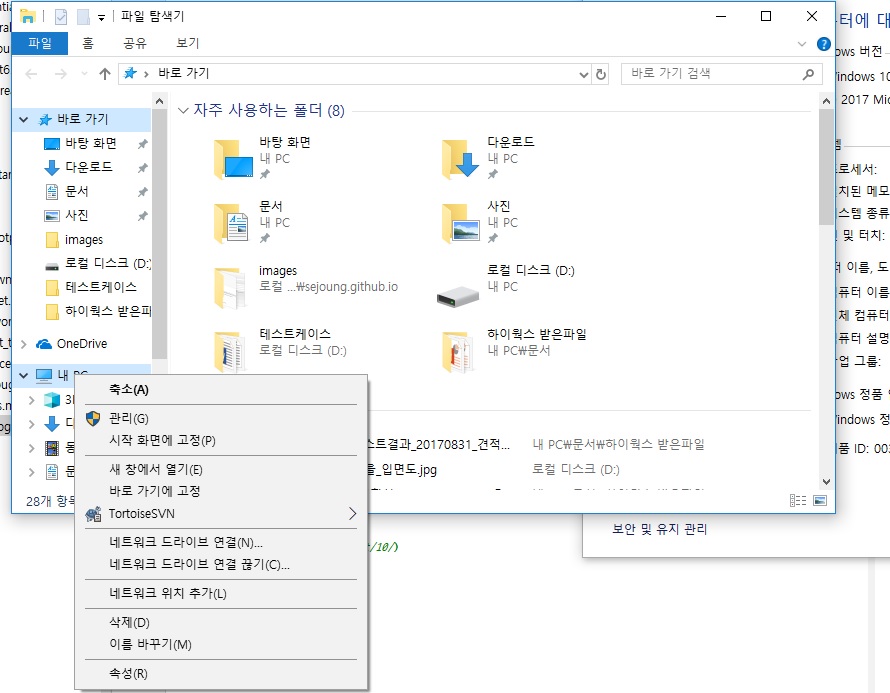 파일 탐색기
파일
홈
공유
보기
바로 가기
바로 가기 검색
바로 가기
바탕 화면
다운로드
문서
사진
images
로컬 디스크 (D:)
테스트케이스
하이웍스 받은파
OneDrive
내 PC
28개 항목
자주 사용하는 폴더 (8)
바탕 화면
내 PC
다운로드
내 PC
문서
내 PC
사진
내 PC
images
로컬 ...₩sejoung.github.io
로컬 디스크 (D:)
내 PC
테스트케이스
로컬 디스크 (D:)
하이웍스 받은파일
내 PC₩문서
스트결과_20170831_견적...
내 PC₩문서₩하이웍스 받은파일
_입면도.jpg
로컬 디스크 (D:)
축소(A)
관리(G)
시작 화면에 고정(P)
새 창에서 열기(E)
바로 가기에 고정
TortoiseSVN
네트워크 드라이브 연결(N)...
네트워크 드라이브 연결 끊기(C)...
네트워크 위치 추가(L)
삭제(D)
이름 바꾸기(M)
속성(R)
/10/)
터에 대
ows 버전
indows 10
2017 Mic
로세서:
치된 메모
스템 종류
및 터치:
터 이름, 도
퓨터 이름
체 컴퓨터
퓨터 설명
업 그룹:
ows 정품
indows 정
품 ID: 003
보안 및 유지 관리